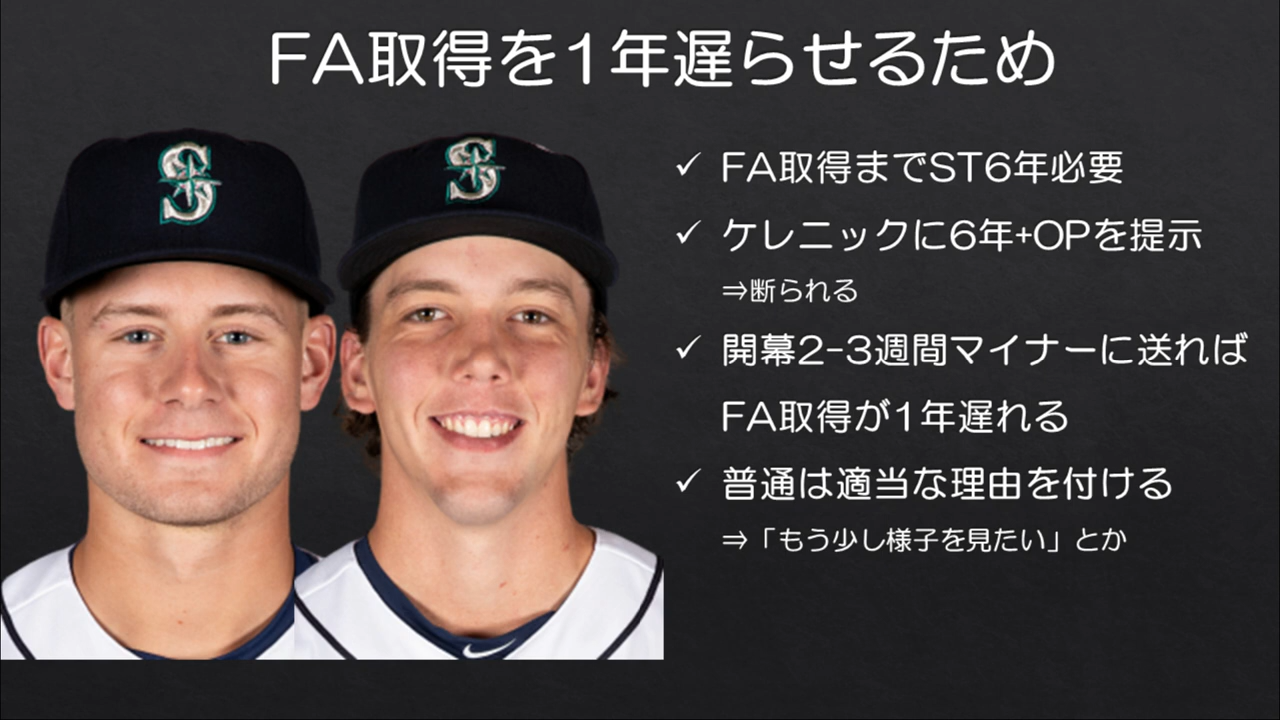 FA取得を1年遅らせるため
✓ FA取得までST6年必要
✓ ケレニックに6年+OPを提示
⇒断られる
✓ 開幕2-3週間マイナーに送れば
FA取得が1年遅れる
✓ 普通は適当な理由を付ける
⇒「もう少し様子を見たい」とか
S
S